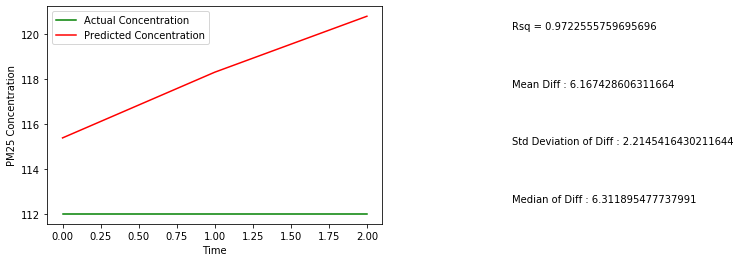 Actual Concentration
Predicted Concentration
PM25 Concentration
120
118
116
114
112
0.00 0.25 0.50 0.75 1.00 1.25 1.50 1.75 2.00
Time
Rsq = 0.9722555759695696
Mean Diff : 6.167428606311664
Std Deviation of Diff : 2.2145416430211644
Median of Diff : 6.311895477737991